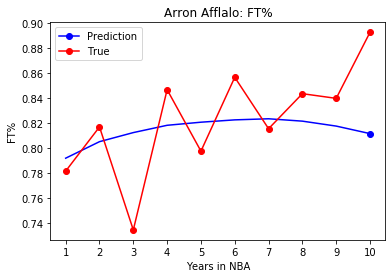 Arron Afflalo: FT%
Prediction
True
FT%
0.90
0.88
0.86
0.84
0.82
0.80
0.78
0.76
0.74
1 2 3 4 5 6 7 8 9 10
Years in NBA